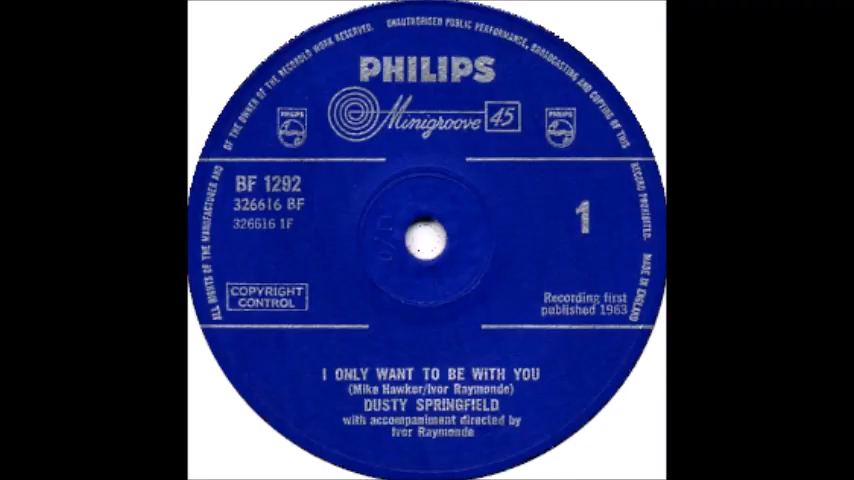 ALL RIGHTS OF THE MANUFACTURER AND OF THE OWNER OF THE RECORDED WORK RESERVED. UNAUTHORISED PUBLIC PERFORMANCE, BROADCASTING AND COPYING OF THIS RECORD PROHIBITED. MADE IN ENGLAND
PHILIPS
Minigroove 45
PHILIPS
PHILIPS
BF 1292
326616 BF
326616 1F
1
COPYRIGHT
CONTROL
Recording first
published 1963
I ONLY WANT TO BE WITH YOU
(Mike Hawker/Ivor Raymonde)
DUSTY SPRINGFIELD
with accompaniment directed by
Ivor Raymonde